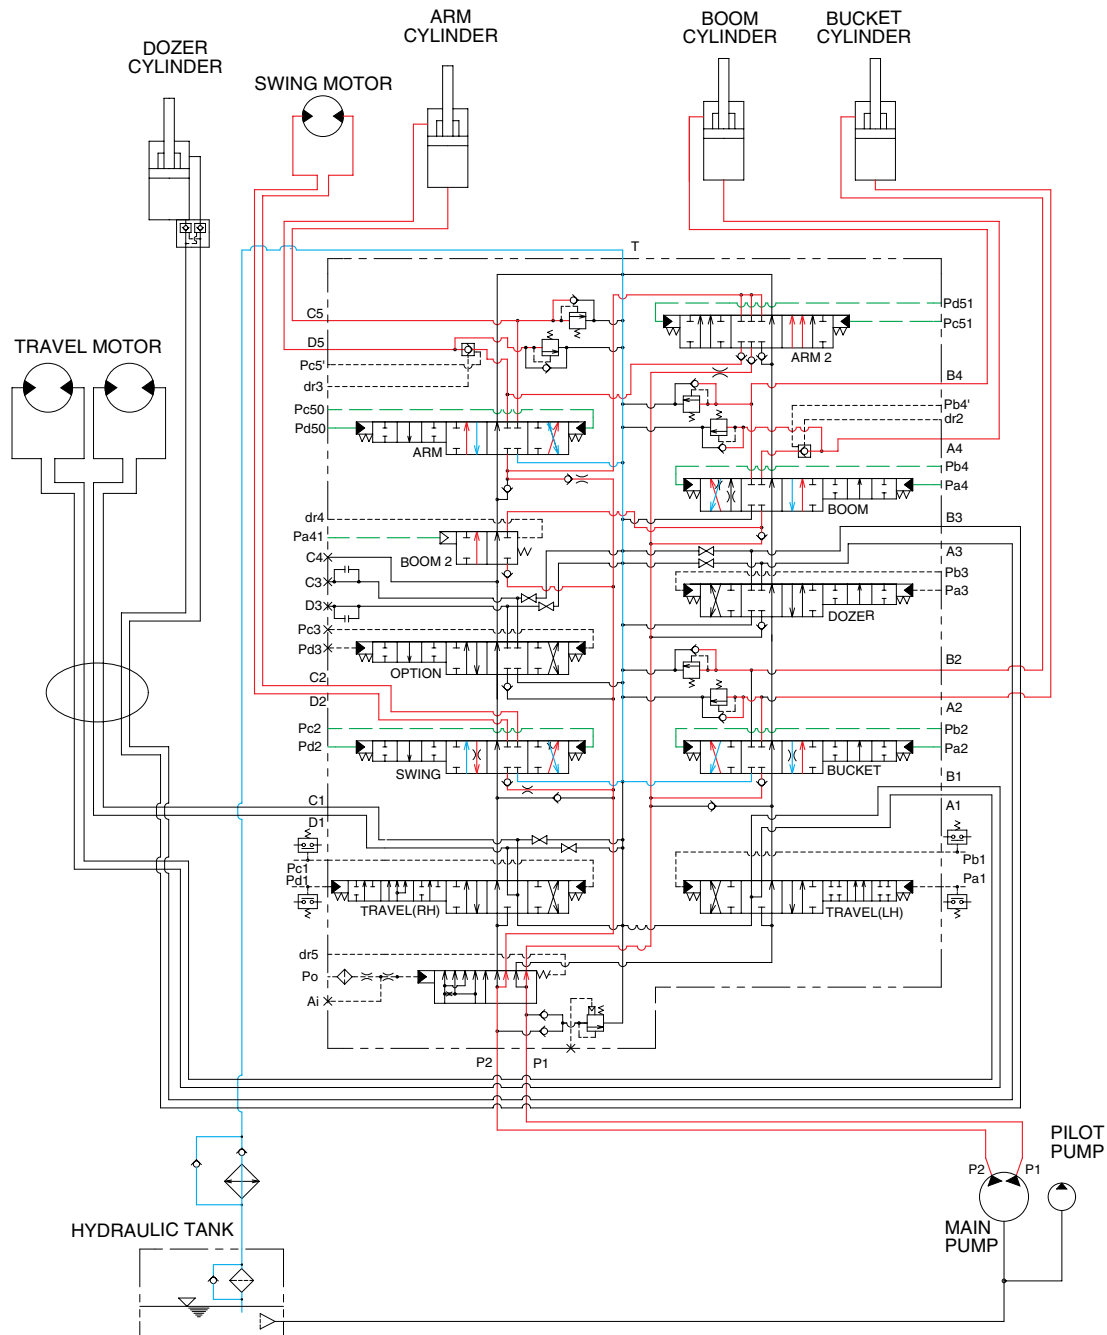 ARM
CYLINDER
BOOM
CYLINDER
BUCKET
CYLINDER
DOZER
CYLINDER
SWING MOTOR
TRAVEL MOTOR
T
C5
D5
Pc5'
dr3
Pc50
Pd50
ARM
dr4
Pa41
BOOM 2
C4
C3
D3
Pc3
Pd3
OPTION
C2
D2
Pc2
Pd2
SWING
C1
D1
Pc1
Pd1
TRAVEL(RH)
dr5
Po
Ai
P2
P1
Pd51
Pc51
ARM 2
B4
Pb4'
dr2
A4
Pb4
Pa4
BOOM
B3
A3
Pb3
Pa3
DOZER
B2
A2
Pb2
Pa2
BUCKET
B1
A1
Pb1
Pa1
TRAVEL(LH)
P2
P1
PILOT
PUMP
MAIN
PUMP
HYDRAULIC TANK